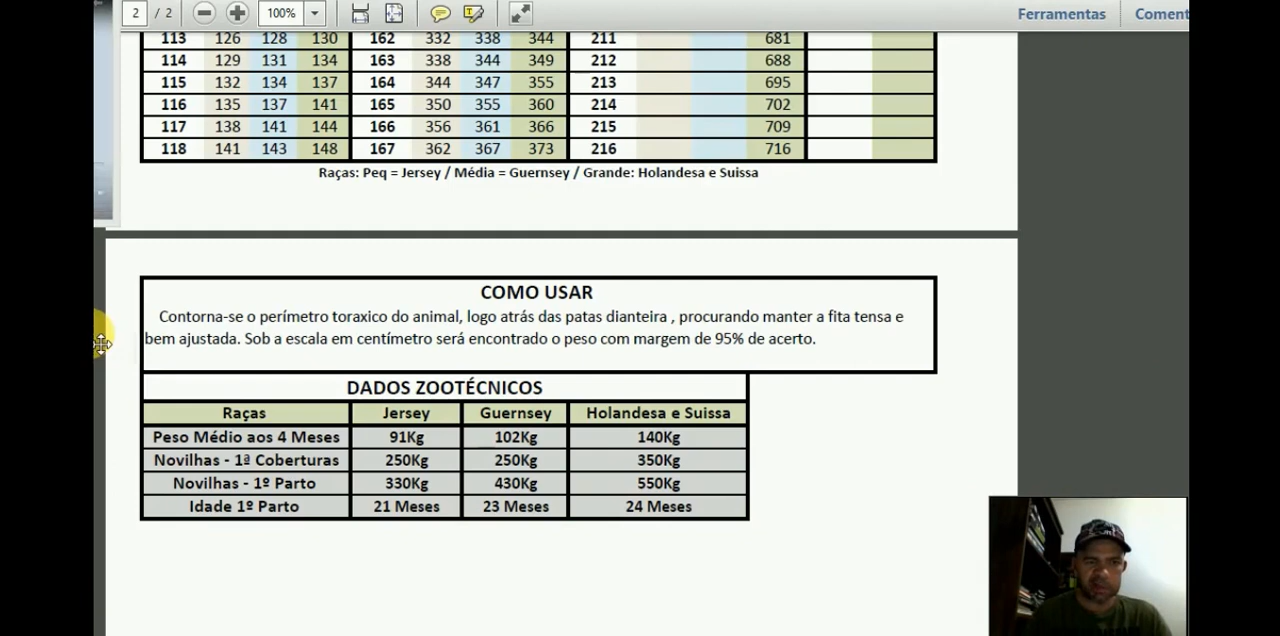 2 / 2 100% Ferramentas Coment
113 126 128 130 162 332 338 344 211 681
114 129 131 134 163 338 344 349 212 688
115 132 134 137 164 344 347 355 213 695
116 135 137 141 165 350 355 360 214 702
117 138 141 144 166 356 361 366 215 709
118 141 143 148 167 362 367 373 216 716
Raças: Peq = Jersey / Média = Guernsey / Grande: Holandesa e Suissa
COMO USAR
Contorna-se o perímetro toraxico do animal, logo atrás das patas dianteira , procurando manter a fita tensa e
bem ajustada. Sob a escala em centímetro será encontrado o peso com margem de 95% de acerto.
DADOS ZOOTÉCNICOS
Raças Jersey Guernsey Holandesa e Suissa
Peso Médio aos 4 Meses 91Kg 102Kg 140Kg
Novilhas - 1ª Coberturas 250Kg 250Kg 350Kg
Novilhas - 1º Parto 330Kg 430Kg 550Kg
Idade 1º Parto 21 Meses 23 Meses 24 Meses